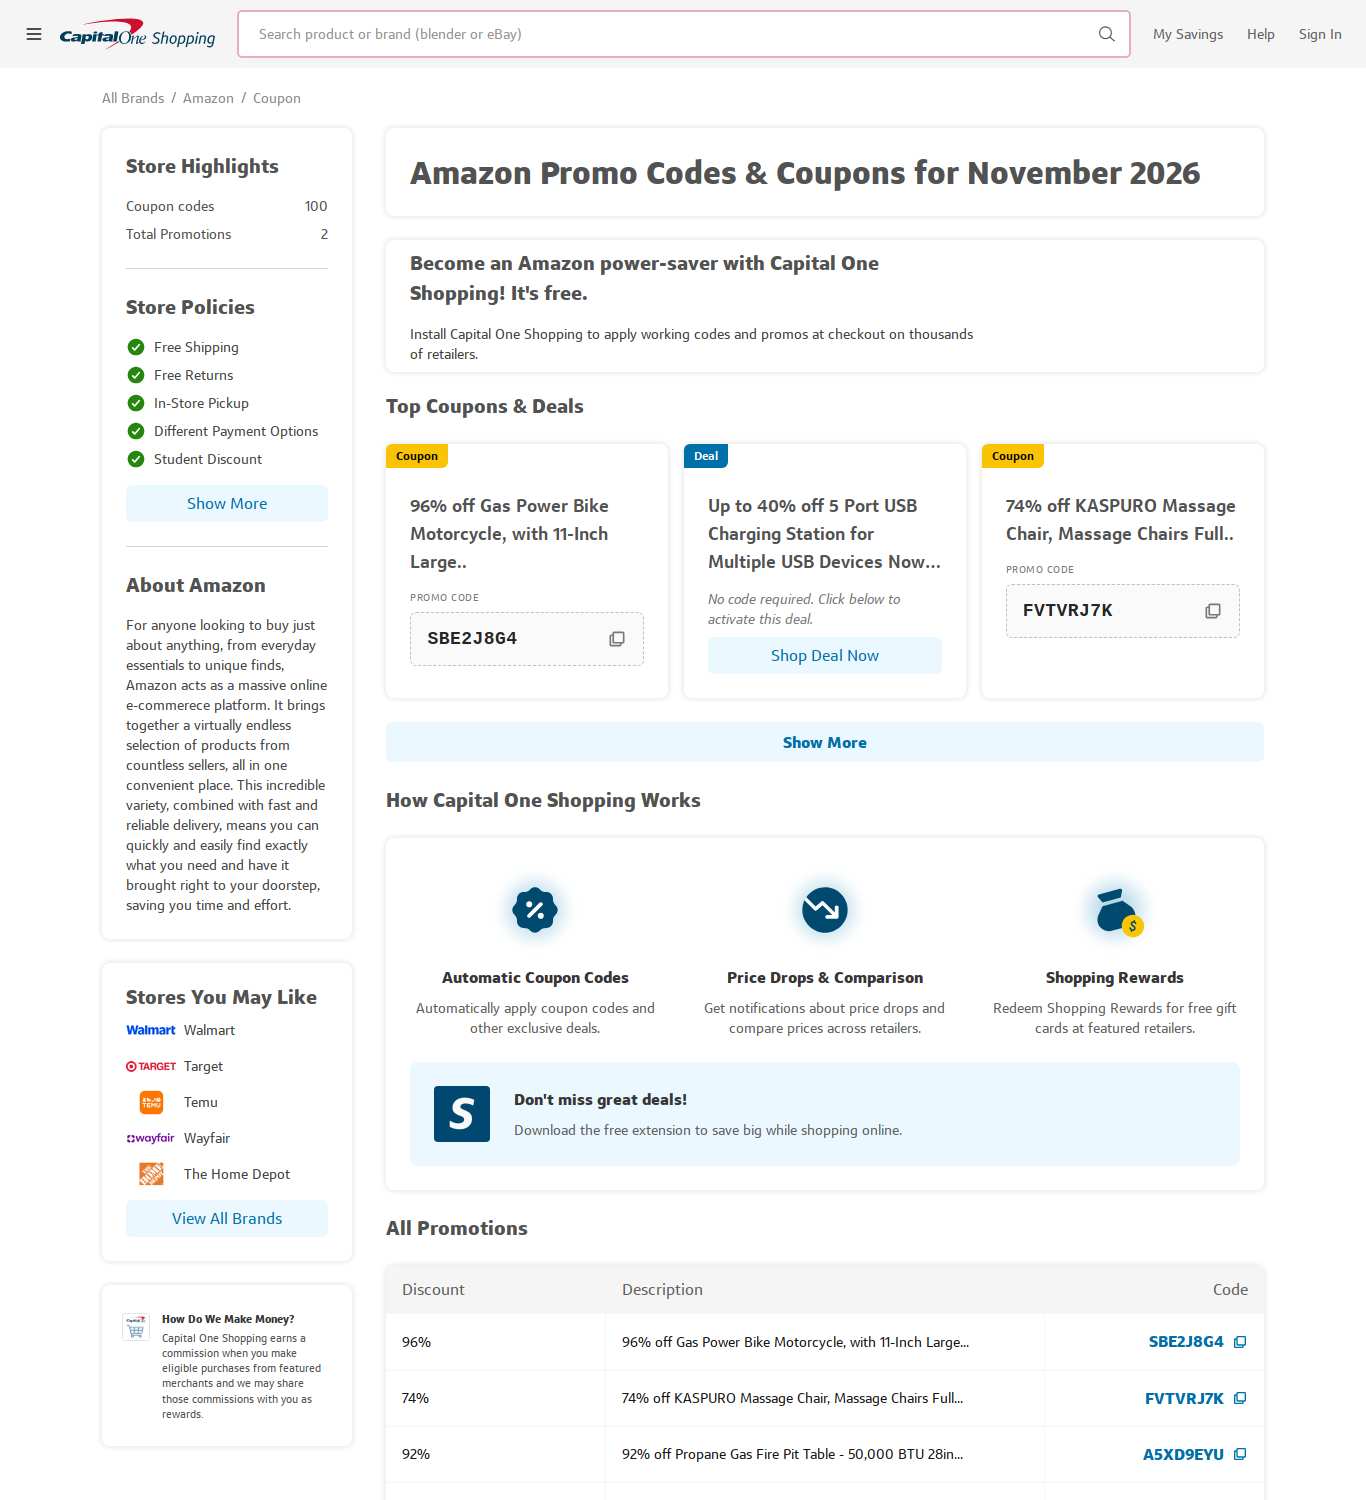 CapitalOne Shopping
Search product or brand (blender or eBay)
My Savings
Help
Sign In
All Brands / Amazon / Coupon
Store Highlights
Coupon codes 100
Total Promotions 2
Store Policies
Free Shipping
Free Returns
In-Store Pickup
Different Payment Options
Student Discount
Show More
About Amazon
For anyone looking to buy just
about anything, from everyday
essentials to unique finds,
Amazon acts as a massive online
e-commerece platform. It brings
together a virtually endless
selection of products from
countless sellers, all in one
convenient place. This incredible
variety, combined with fast and
reliable delivery, means you can
quickly and easily find exactly
what you need and have it
brought right to your doorstep,
saving you time and effort.
Stores You May Like
Walmart Walmart
TARGET Target
TEMU Temu
wayfair Wayfair
The Home Depot
View All Brands
How Do We Make Money?
Capital One Shopping earns a
commission when you make
eligible purchases from featured
merchants and we may share
those commissions with you as
rewards.
Amazon Promo Codes & Coupons for November 2026
Become an Amazon power-saver with Capital One
Shopping! It's free.
Install Capital One Shopping to apply working codes and promos at checkout on thousands
of retailers.
Top Coupons & Deals
Coupon
96% off Gas Power Bike
Motorcycle, with 11-Inch
Large..
PROMO CODE
SBE2J8G4
Deal
Up to 40% off 5 Port USB
Charging Station for
Multiple USB Devices Now...
No code required. Click below to
activate this deal.
Shop Deal Now
Coupon
74% off KASPURO Massage
Chair, Massage Chairs Full..
PROMO CODE
FVTVRJ7K
Show More
How Capital One Shopping Works
Automatic Coupon Codes
Automatically apply coupon codes and
other exclusive deals.
Price Drops & Comparison
Get notifications about price drops and
compare prices across retailers.
$
Shopping Rewards
Redeem Shopping Rewards for free gift
cards at featured retailers.
S
Don't miss great deals!
Download the free extension to save big while shopping online.
All Promotions
Discount Description Code
96% 96% off Gas Power Bike Motorcycle, with 11-Inch Large... SBE2J8G4
74% 74% off KASPURO Massage Chair, Massage Chairs Full... FVTVRJ7K
92% 92% off Propane Gas Fire Pit Table - 50,000 BTU 28in... A5XD9EYU